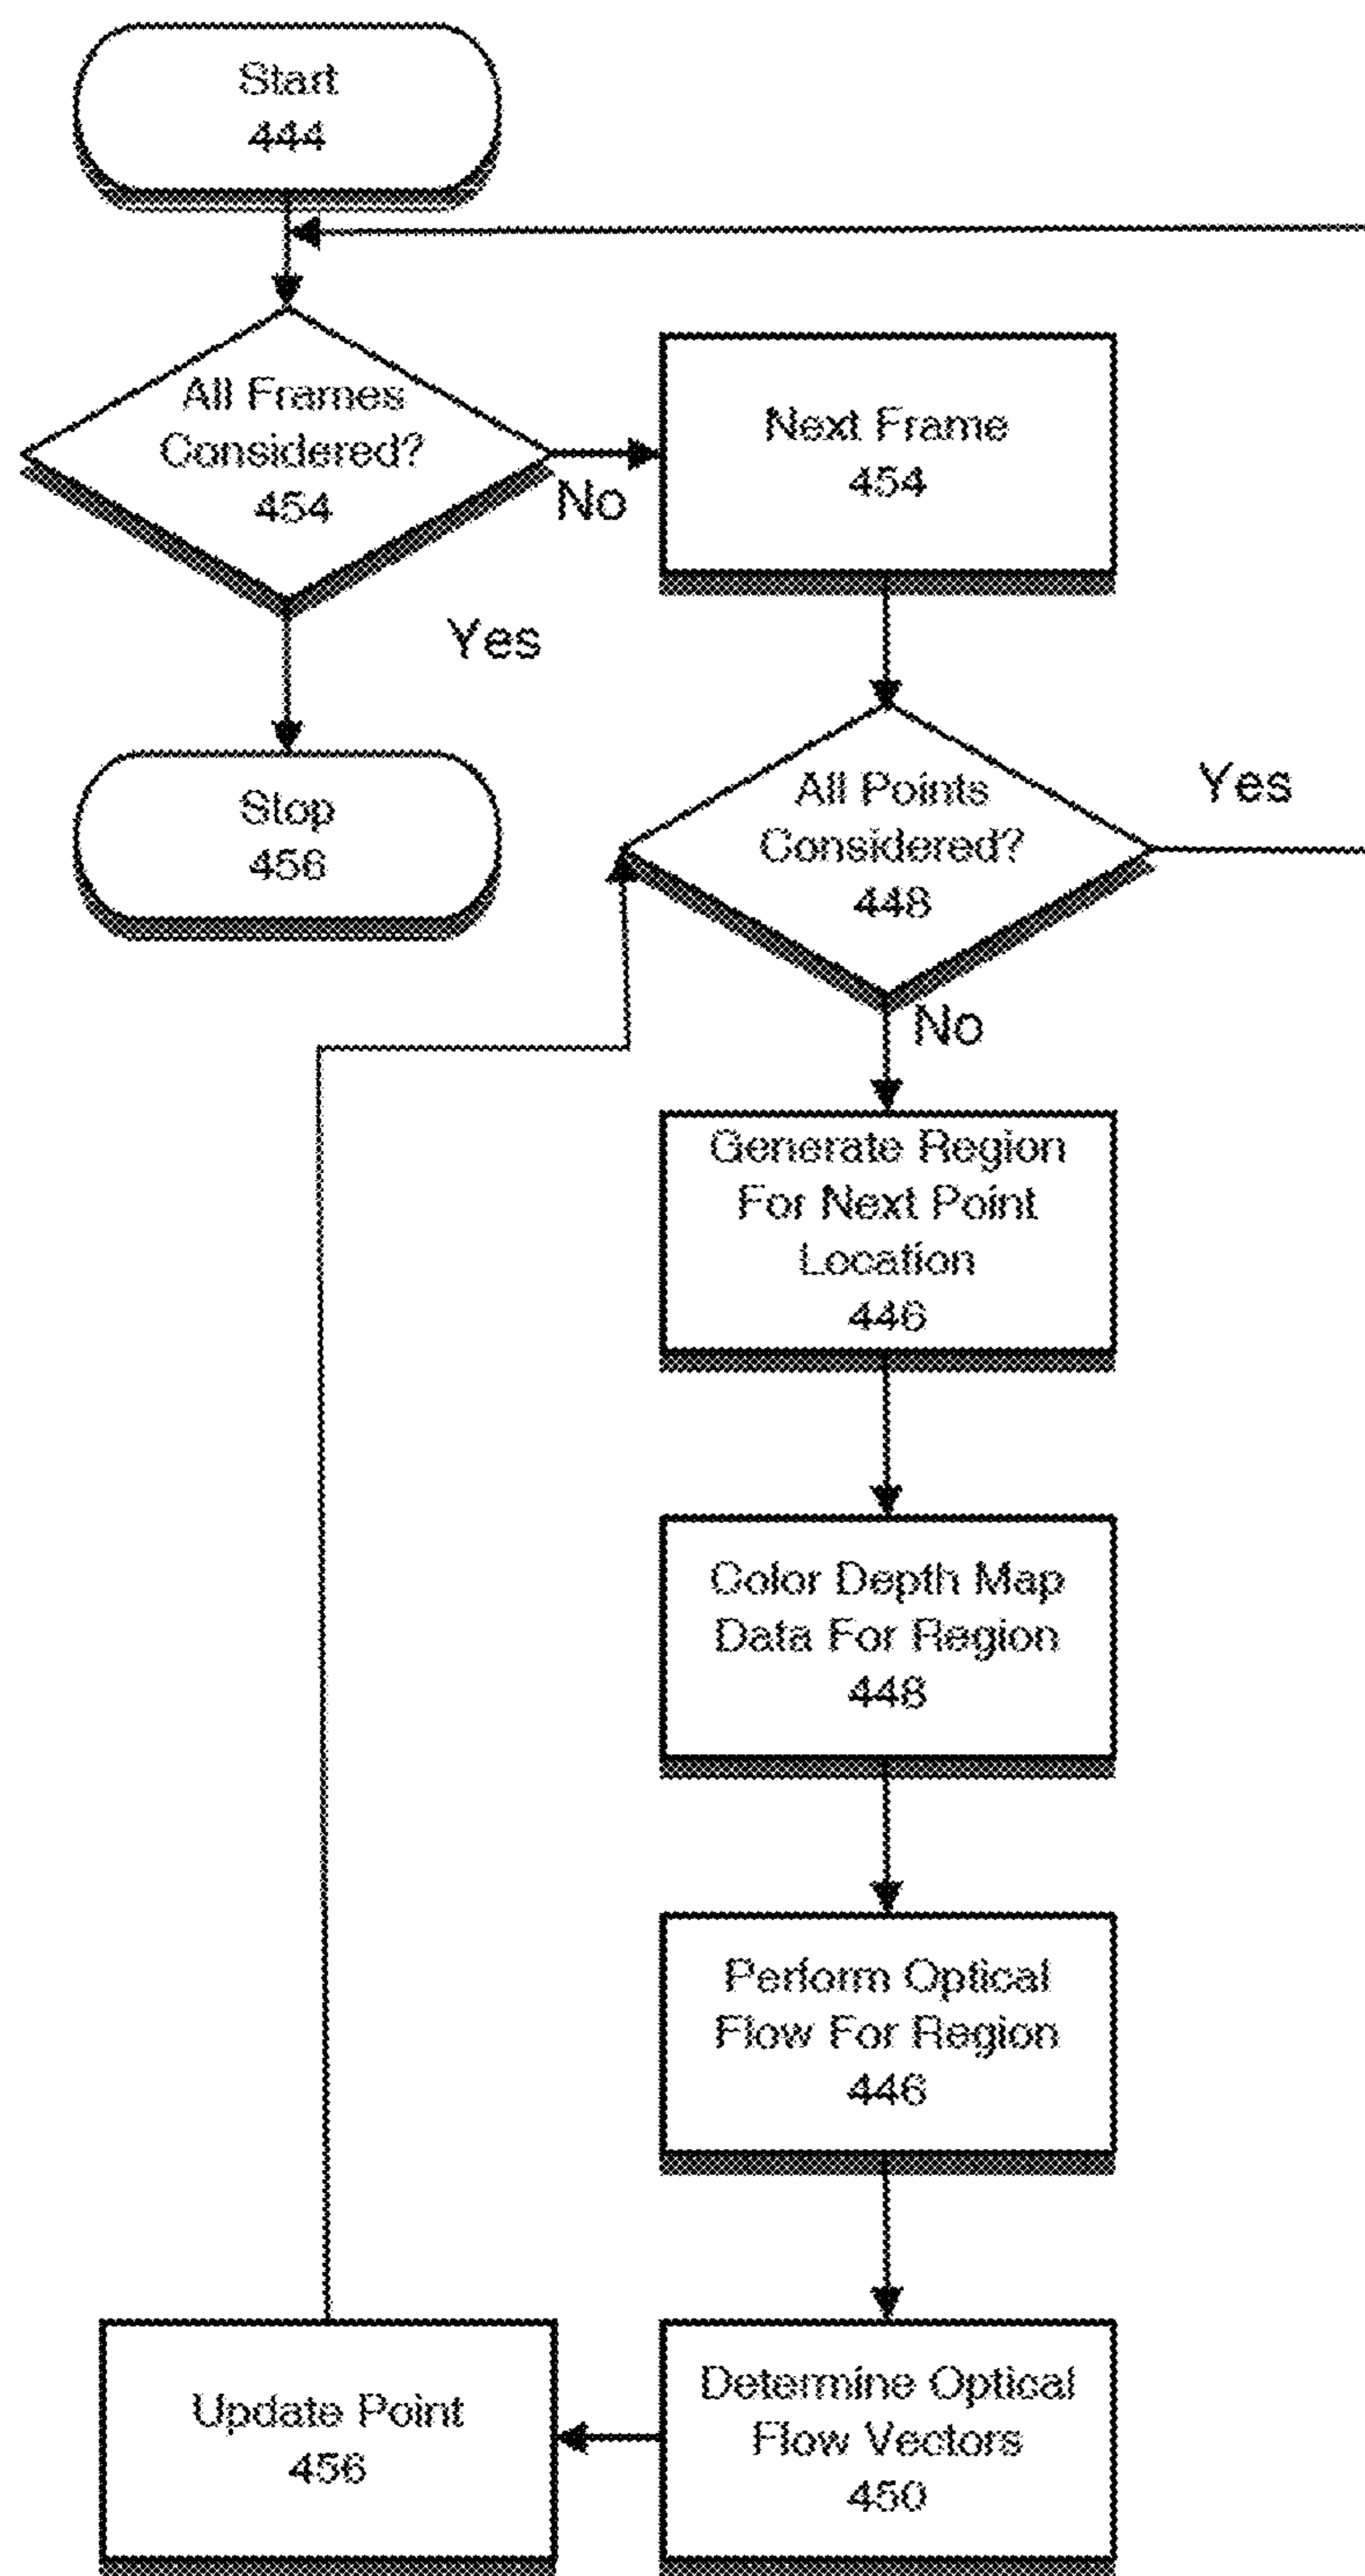 Start
444
All Frames
Considered?
454
No
Next Frame
454
Yes
Stop
456
All Points
Considered?
448
Yes
No
Generate Region
For Next Point
Location
446
Color Depth Map
Data For Region
448
Perform Optical
Flow For Region
446
Determine Optical
Flow Vectors
450
Update Point
456